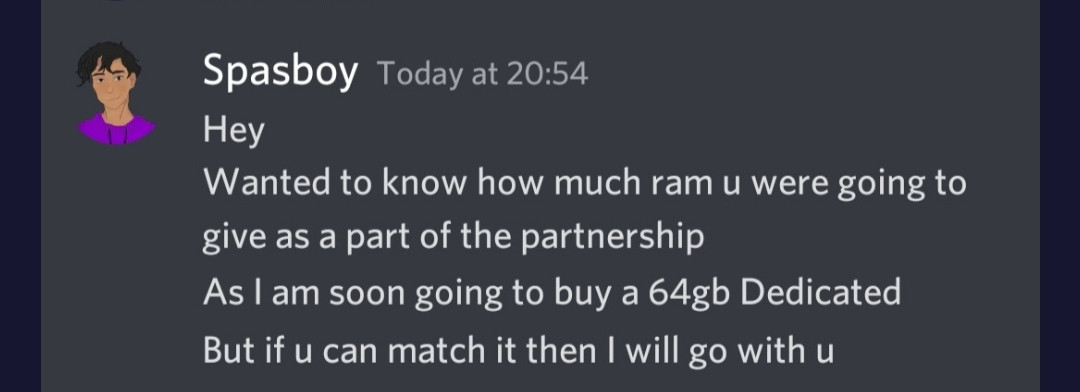 Spasboy Today at 20:54
Hey
Wanted to know how much ram u were going to
give as a part of the partnership
As I am soon going to buy a 64gb Dedicated
But if u can match it then I will go with u